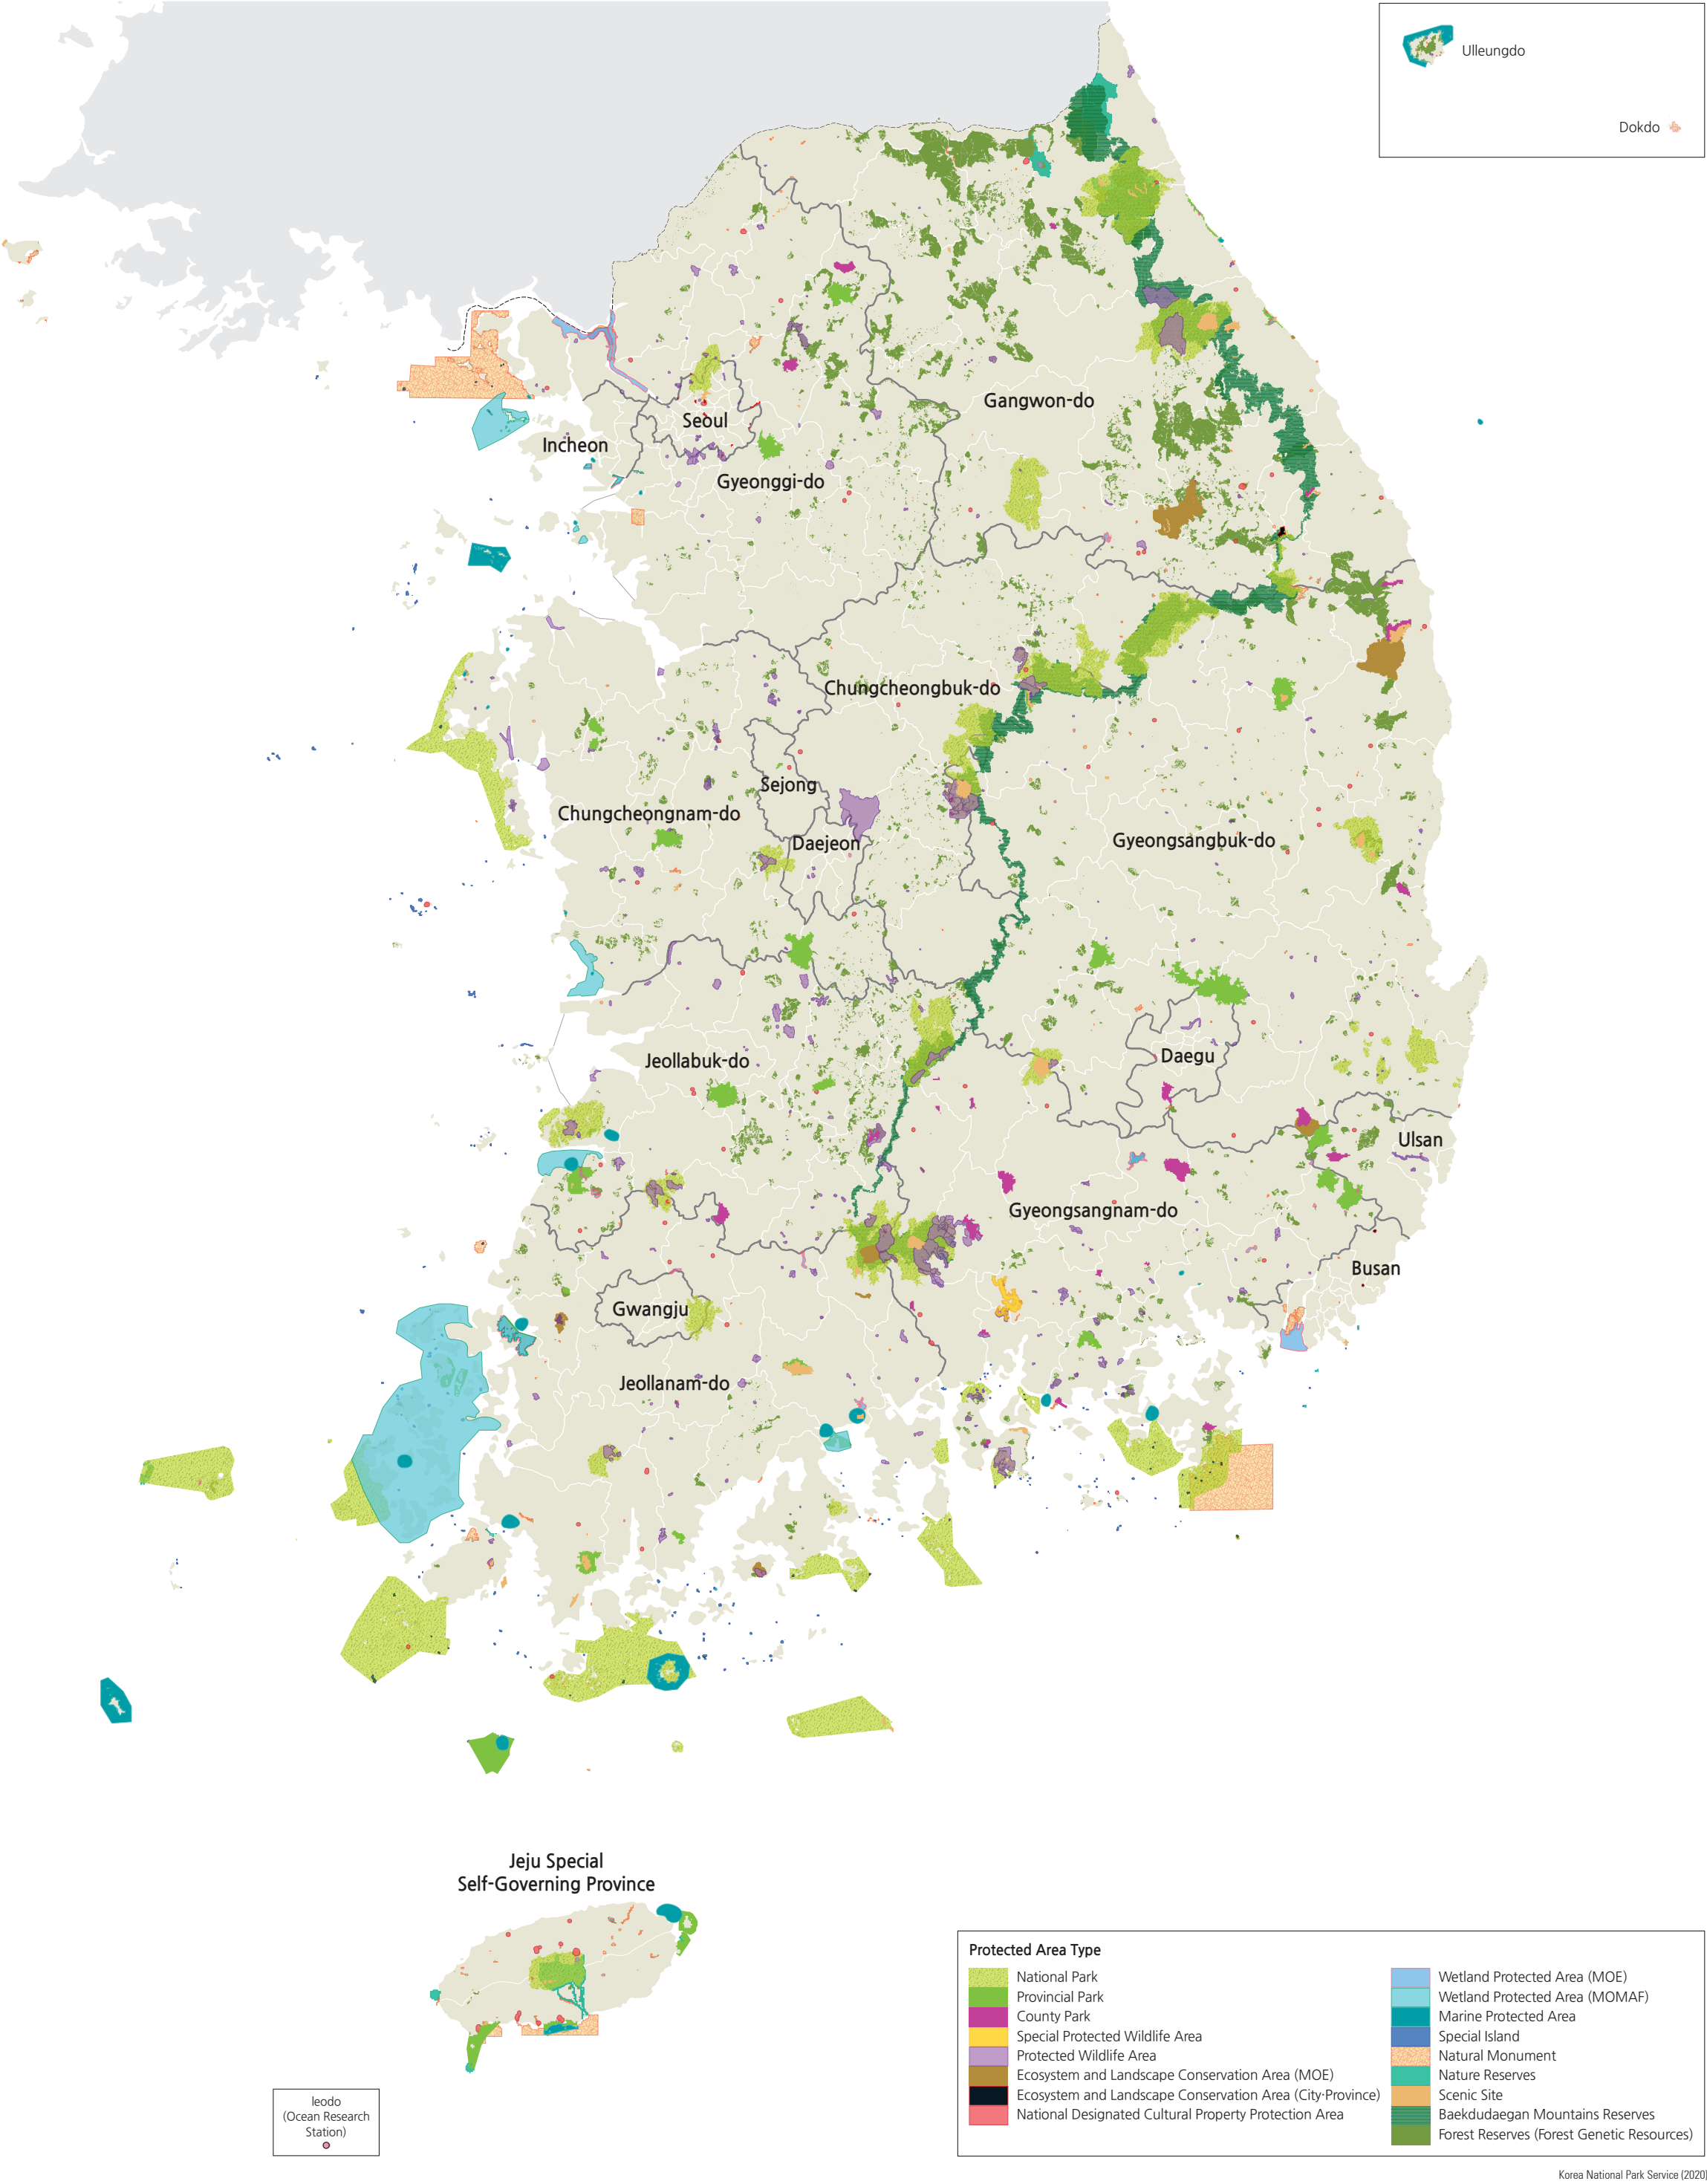 Ulleungdo
Dokdo
Gangwon-do
Seoul
Incheon
Gyeonggi-do
Chungcheongbuk-do
Sejong
Chungcheongnam-do
Daejeon
Gyeongsangbuk-do
Jeollabuk-do
Daegu
Ulsan
Gyeongsangnam-do
Busan
Gwangju
Jeollanam-do
Jeju Special
Self-Governing Province
Ieodo
(Ocean Research
Station)
Protected Area Type
National Park
Provincial Park
County Park
Special Protected Wildlife Area
Protected Wildlife Area
Ecosystem and Landscape Conservation Area (MOE)
Ecosystem and Landscape Conservation Area (City·Province)
National Designated Cultural Property Protection Area
Wetland Protected Area (MOE)
Wetland Protected Area (MOMAF)
Marine Protected Area
Special Island
Natural Monument
Nature Reserves
Scenic Site
Baekdudaegan Mountains Reserves
Forest Reserves (Forest Genetic Resources)
Korea National Park Service (2020)